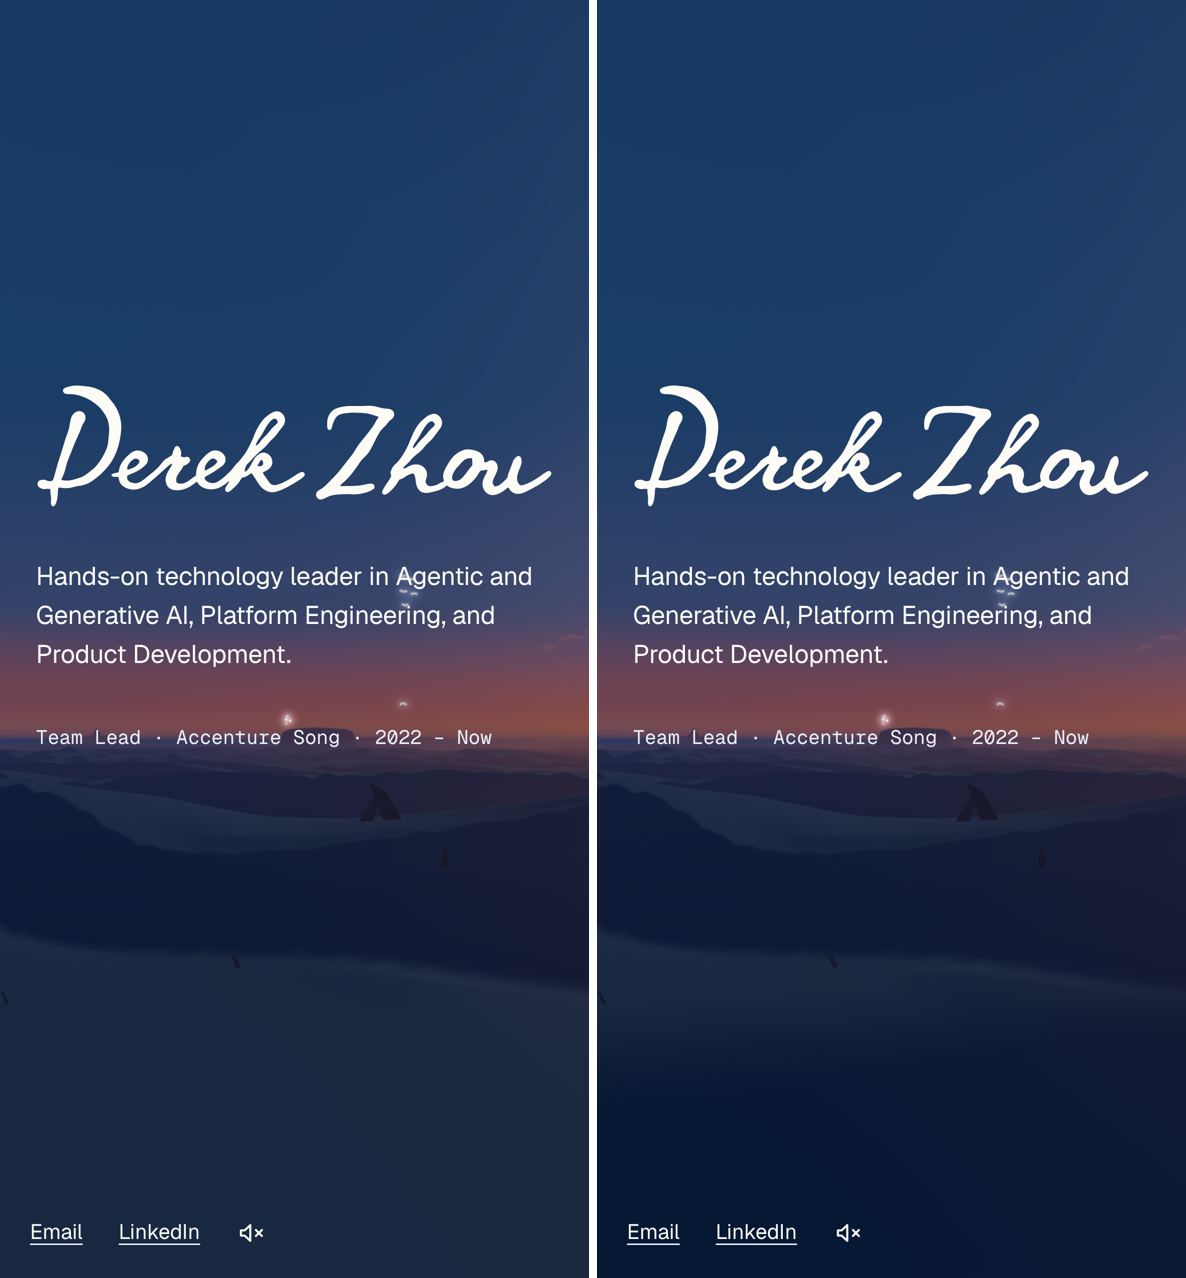 Derek Zhou
Hands-on technology leader in Agentic and
Generative AI, Platform Engineering, and
Product Development.
Team Lead · Accenture Song · 2022 – Now
Email LinkedIn
Derek Zhou
Hands-on technology leader in Agentic and
Generative AI, Platform Engineering, and
Product Development.
Team Lead · Accenture Song · 2022 – Now
Email LinkedIn